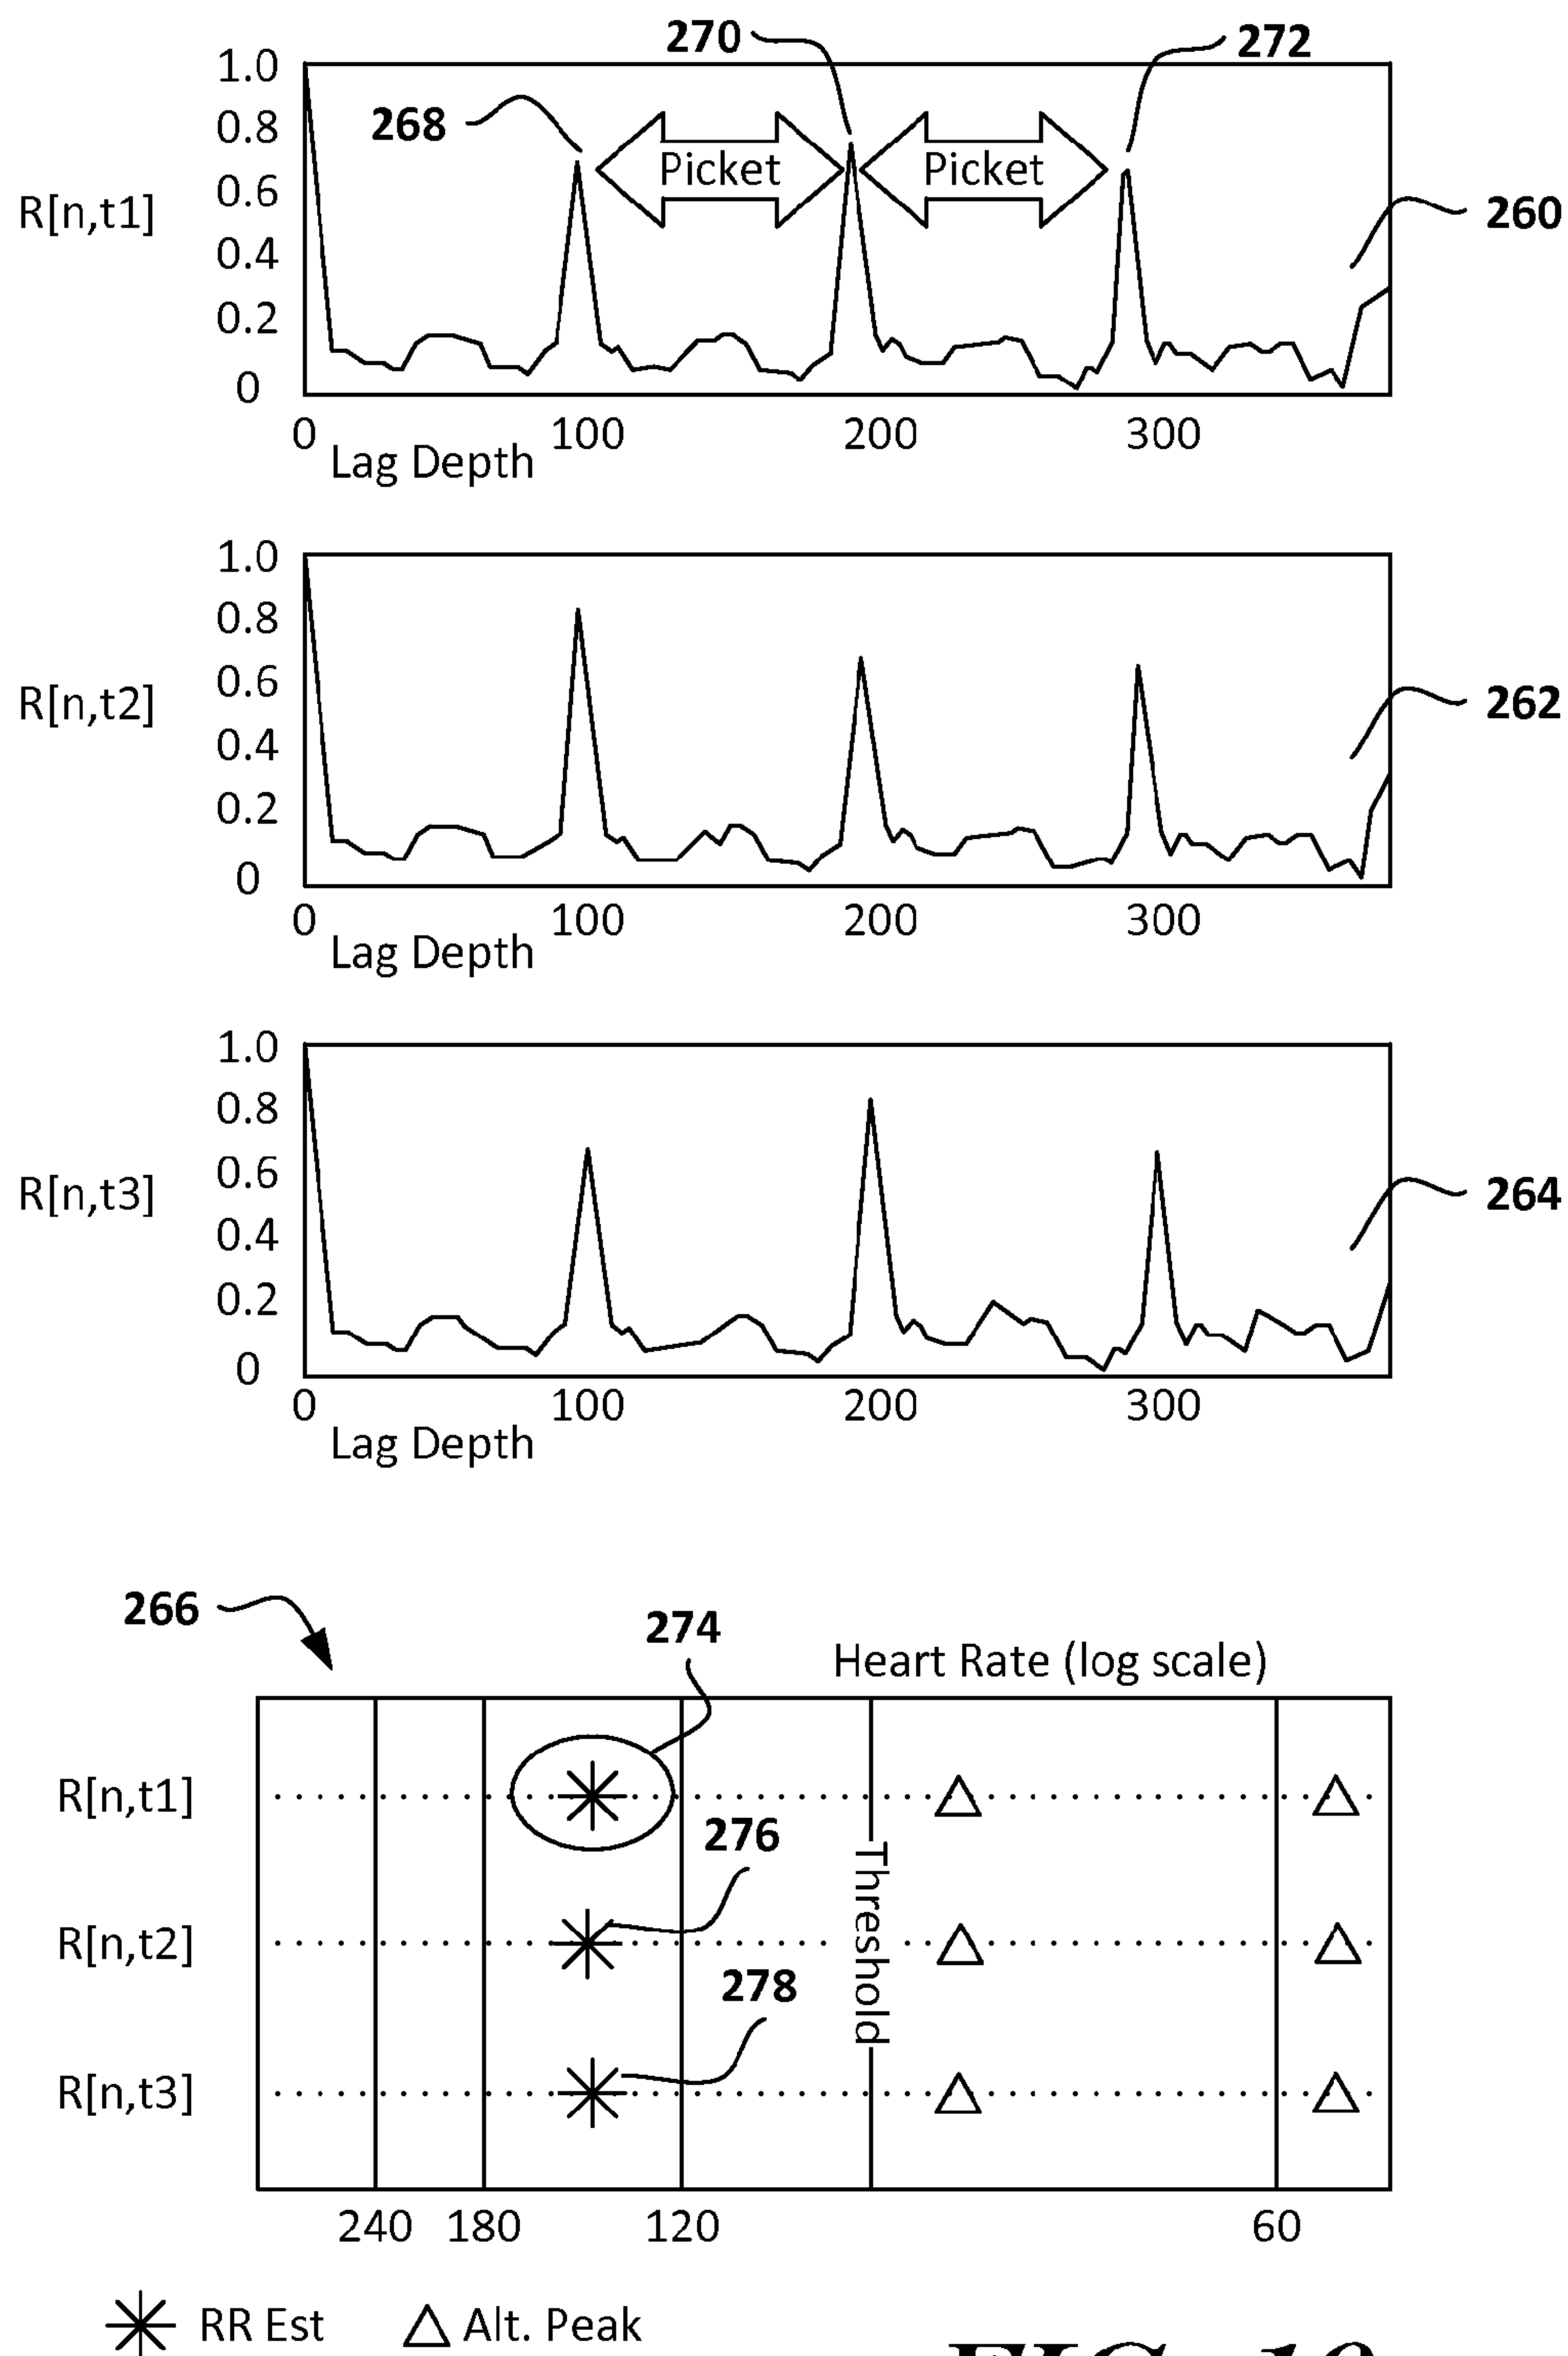 270
272
1.0
268
0.8
Picket
Picket
0.6
R[n,t1]
260
0.4
0.2
0
0 100 200 300
Lag Depth
1.0
0.8
0.6
R[n,t2]
262
0.4
0.2
0
0 100 200 300
Lag Depth
1.0
0.8
0.6
R[n,t3]
264
0.4
0.2
0
0 100 200 300
Lag Depth
266
274
Heart Rate (log scale)
R[n,t1]
276
Threshold
R[n,t2]
278
R[n,t3]
240 180 120 60
RR Est Alt. Peak